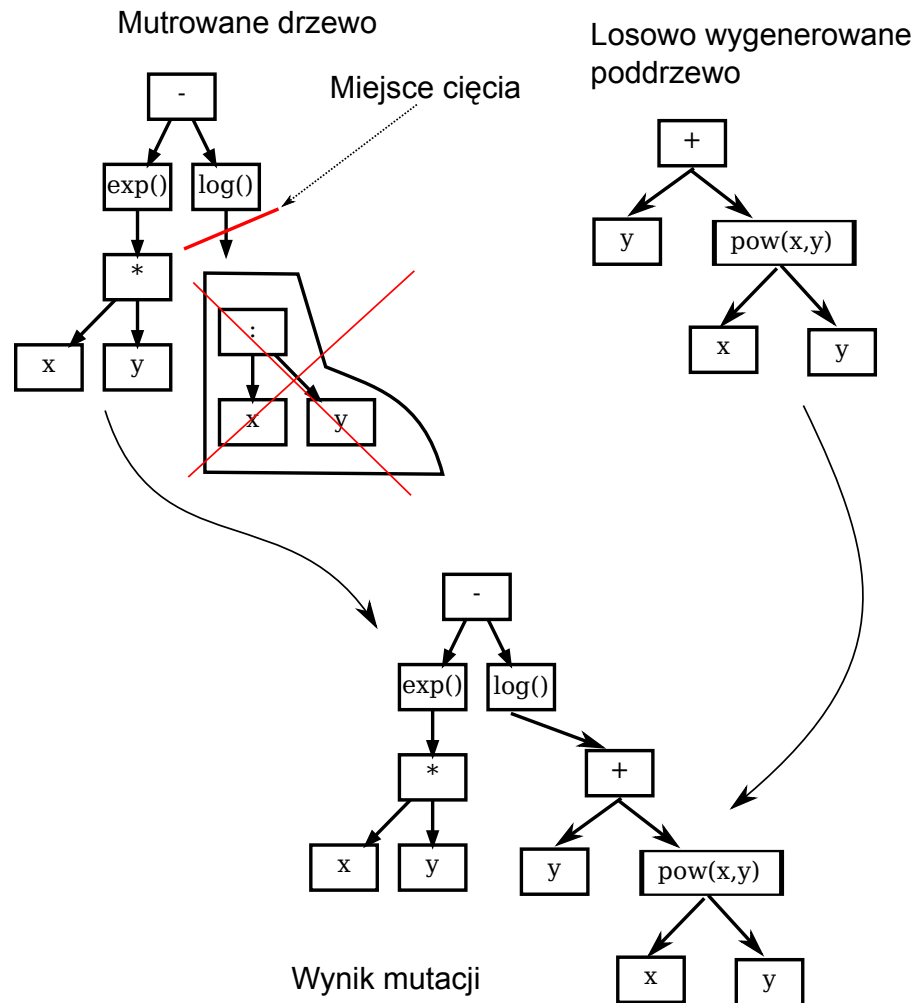 Mutrowane drzewo
Losowo wygenerowane
poddrzewo
Miejsce cięcia
-
exp() log()
*
x y
:
x y
+
y pow(x,y)
x y
-
exp() log()
* +
x y y pow(x,y)
x y
Wynik mutacji